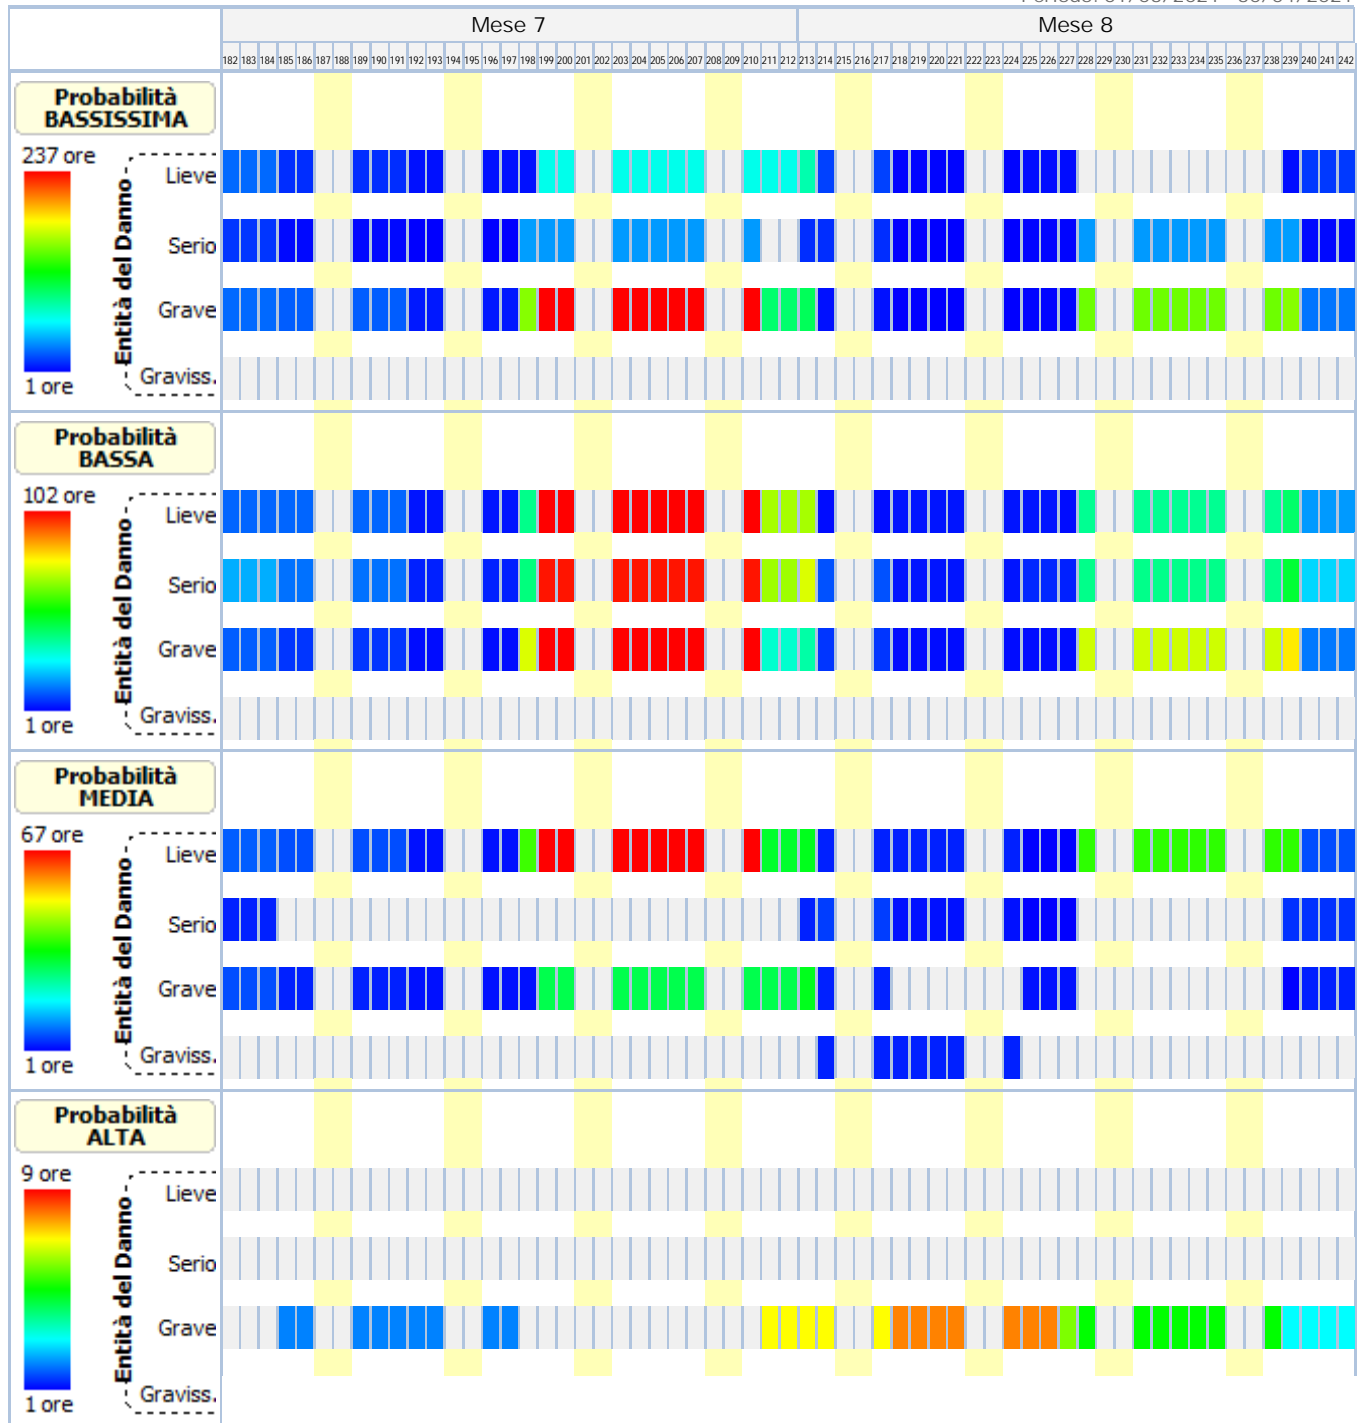 Mese 7 Mese 8
182 183 184 185 186 187 188 189 190 191 192 193 194 195 196 197 198 199 200 201 202 203 204 205 206 207 208 209 210 211 212 213 214 215 216 217 218 219 220 221 222 223 224 225 226 227 228 229 230 231 232 233 234 235 236 237 238 239 240 241 242
Probabilità
BASSISSIMA
237 ore
Entità del Danno
Lieve
Serio
Grave
Graviss.
1 ore
Probabilità
BASSA
102 ore
Entità del Danno
Lieve
Serio
Grave
Graviss.
1 ore
Probabilità
MEDIA
67 ore
Entità del Danno
Lieve
Serio
Grave
Graviss.
1 ore
Probabilità
ALTA
9 ore
Entità del Danno
Lieve
Serio
Grave
Graviss.
1 ore